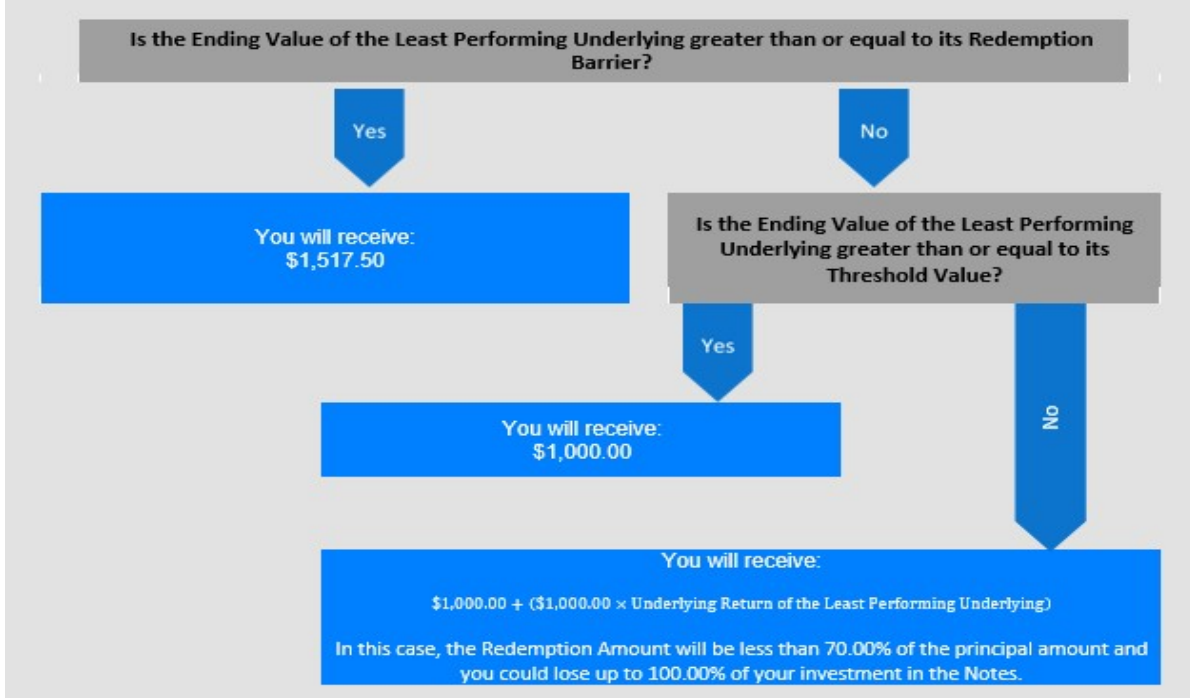 Is the Ending Value of the Least Performing Underlying greater than or equal to its Redemption
Barrier?
Yes
No
You will receive:
$1,517.50
Is the Ending Value of the Least Performing
Underlying greater than or equal to its
Threshold Value?
Yes
No
You will receive:
$1,000.00
You will receive:
$1,000.00 + ($1,000.00 × Underlying Return of the Least Performing Underlying)
In this case, the Redemption Amount will be less than 70.00% of the principal amount and
you could lose up to 100.00% of your investment in the Notes.